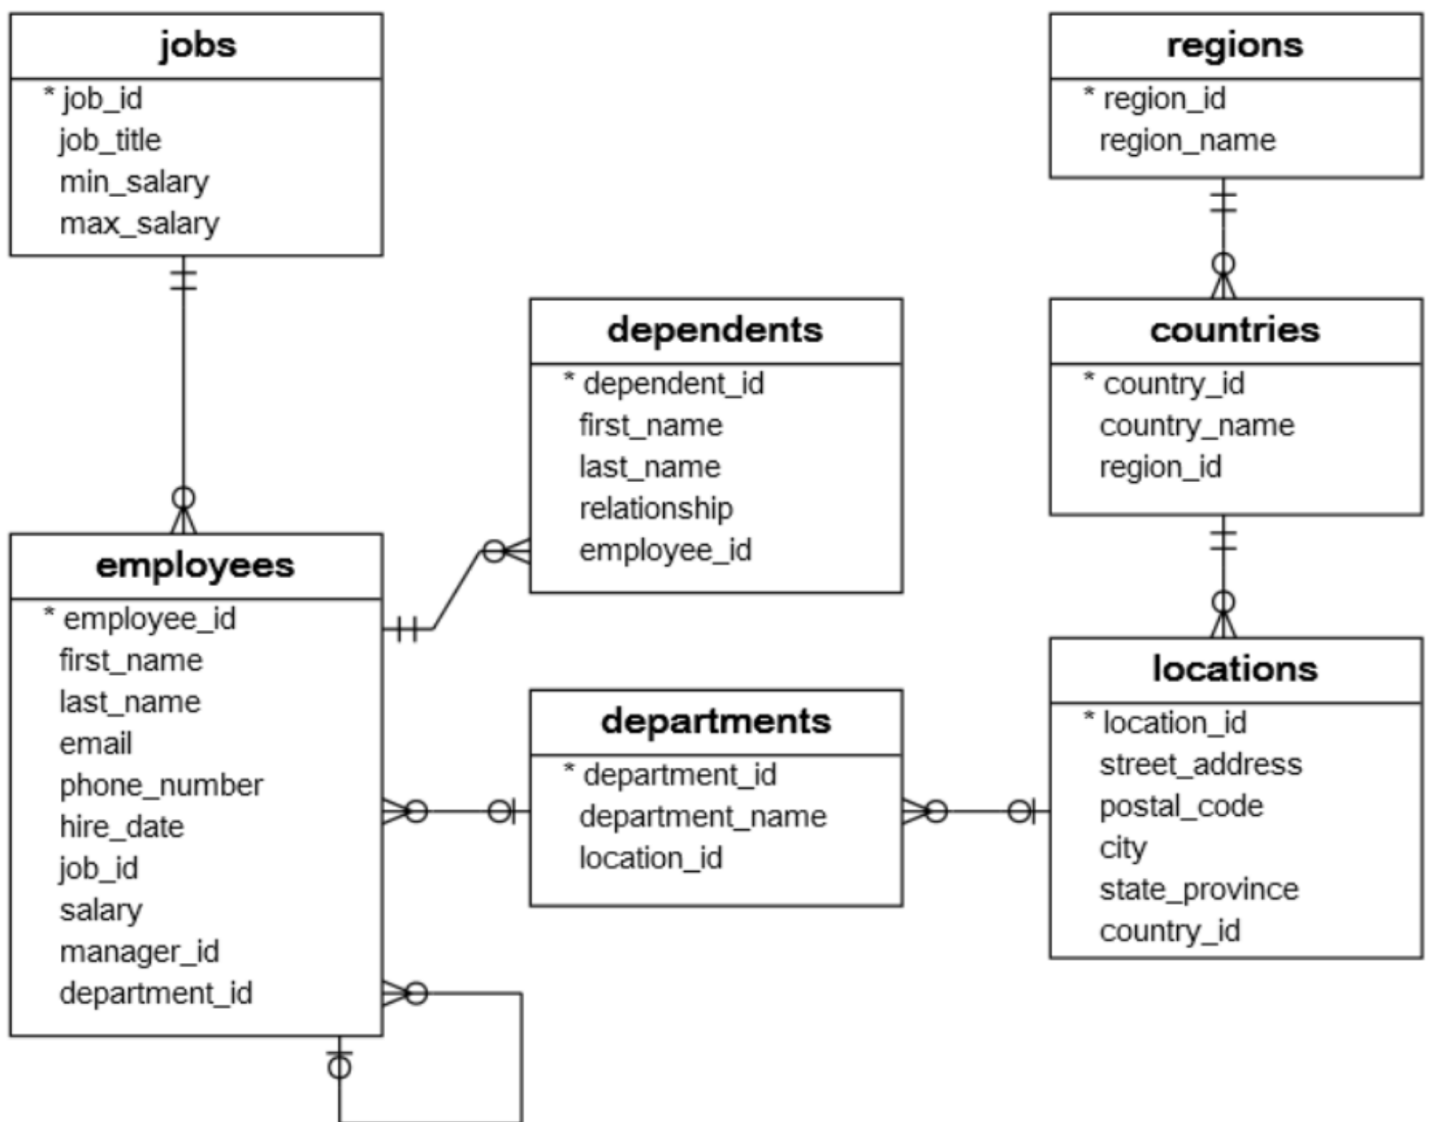 jobs
* job_id
job_title
min_salary
max_salary
regions
* region_id
region_name
dependents
* dependent_id
first_name
last_name
relationship
employee_id
countries
* country_id
country_name
region_id
employees
* employee_id
first_name
last_name
email
phone_number
hire_date
job_id
salary
manager_id
department_id
departments
* department_id
department_name
location_id
locations
* location_id
street_address
postal_code
city
state_province
country_id